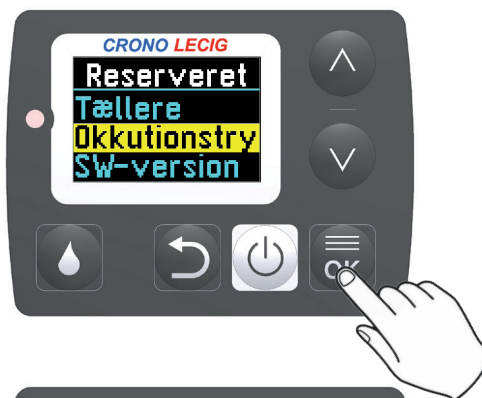 CRONO LECIG
Reserveret
Tællere
Okkutionstry
SW-version
OK